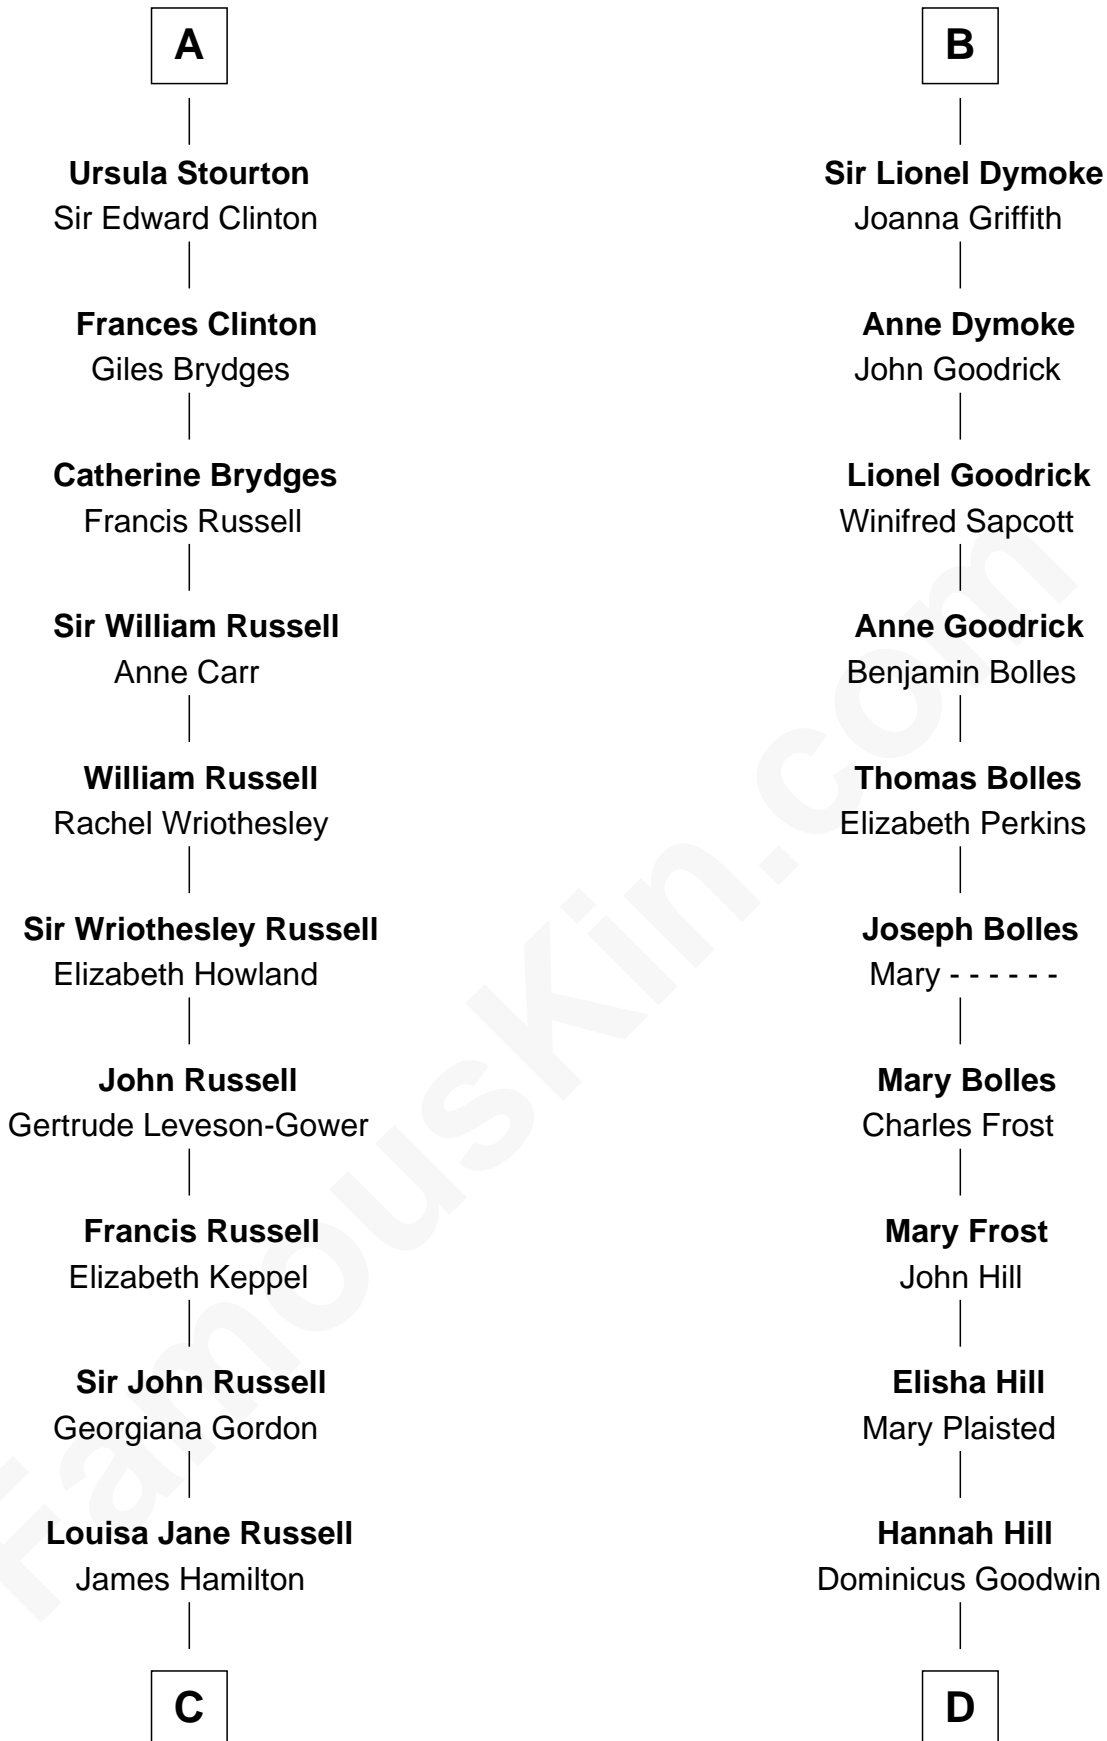 A
Ursula Stourton
Sir Edward Clinton
Frances Clinton
Giles Brydges
Catherine Brydges
Francis Russell
Sir William Russell
Anne Carr
William Russell
Rachel Wriothesley
Sir Wriothesley Russell
Elizabeth Howland
John Russell
Gertrude Leveson-Gower
Francis Russell
Elizabeth Keppel
Sir John Russell
Georgiana Gordon
Louisa Jane Russell
James Hamilton
C
B
Sir Lionel Dymoke
Joanna Griffith
Anne Dymoke
John Goodrick
Lionel Goodrick
Winifred Sapcott
Anne Goodrick
Benjamin Bolles
Thomas Bolles
Elizabeth Perkins
Joseph Bolles
Mary - - - - - -
Mary Bolles
Charles Frost
Mary Frost
John Hill
Elisha Hill
Mary Plaisted
Hannah Hill
Dominicus Goodwin
D
FamousKin.com